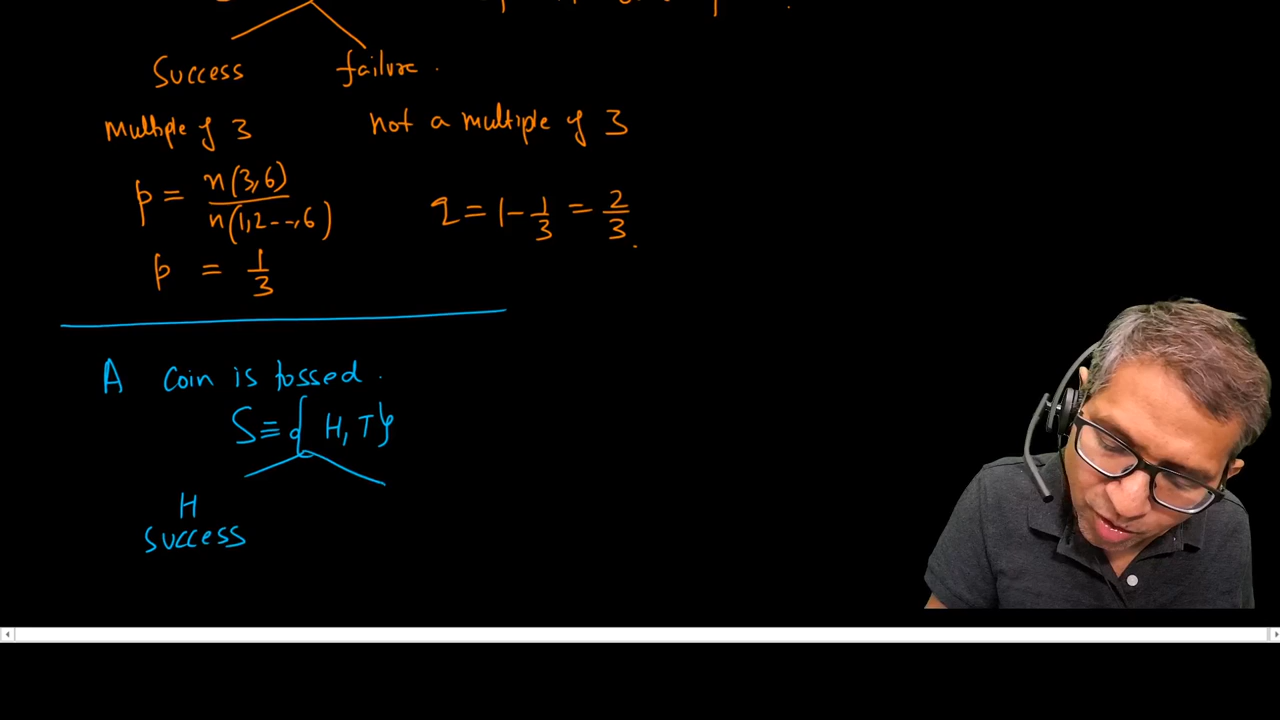 Success failure.
Multiple of 3 not a multiple of 3
p = n(3,6)/n(1,2--,6) q = 1 - 1/3 = 2/3.
p = 1/3
A coin is tossed.
S ≡ { H, T}
H
success